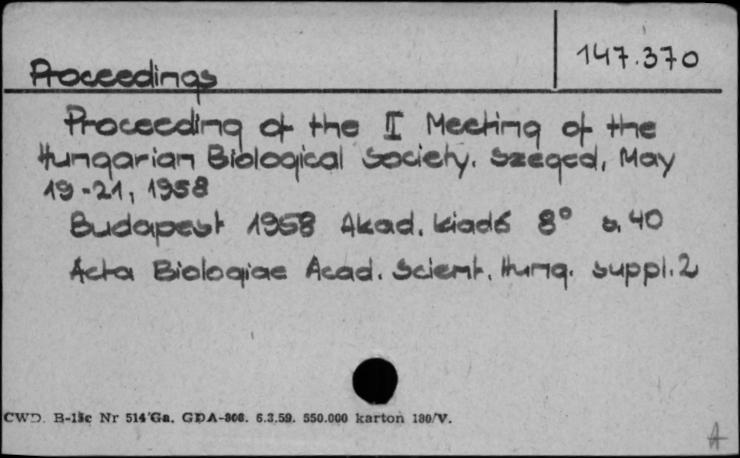 147.370
Proceedings
Proceeding of the I Meeting of the
Hungarian Biological Society. Szeged, May
19-21, 1958
Budapest 1958 Akad. kiadó 8° s. 40
Acta Biologiae Acad. Scient. Hung. suppl. 2
CWD. B-13c Nr 514 Ga. GDA-808. 6.3.59. 550.000 karton 180/V.
A